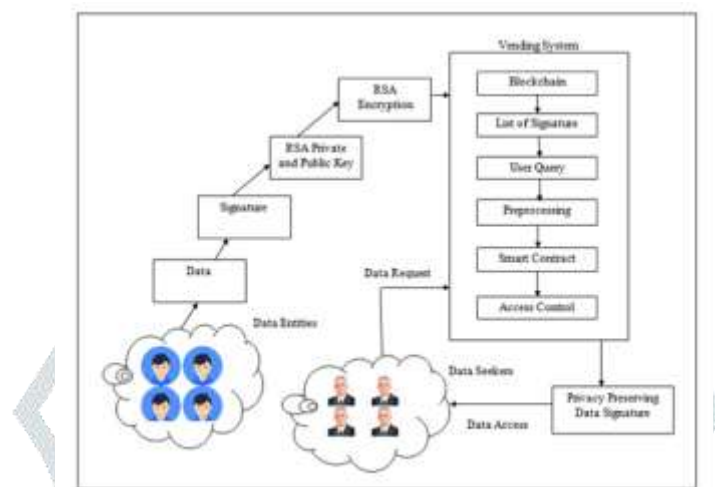 Vending System
Blockchain
List of Signature
User Query
Preprocessing
Smart Contract
Access Control
RSA
Encryption
RSA Private
and Public Key
Signature
Data
Data Entities
Data Request
Data Seekers
Data Access
Privacy Preserving
Data Signature